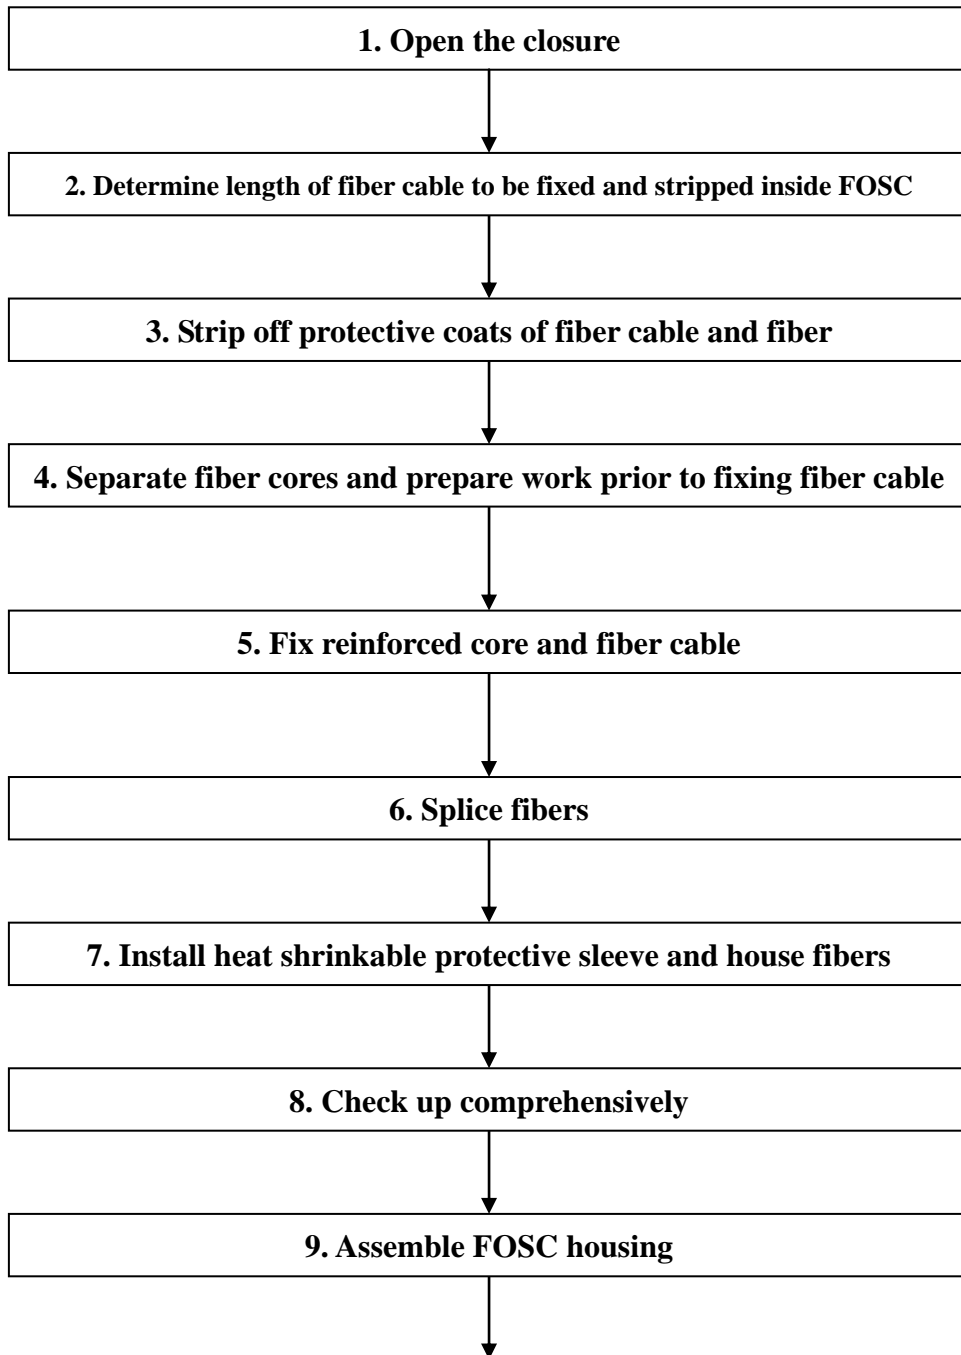 1. Open the closure
2. Determine length of fiber cable to be fixed and stripped inside FOSC
3. Strip off protective coats of fiber cable and fiber
4. Separate fiber cores and prepare work prior to fixing fiber cable
5. Fix reinforced core and fiber cable
6. Splice fibers
7. Install heat shrinkable protective sleeve and house fibers
8. Check up comprehensively
9. Assemble FOSC housing